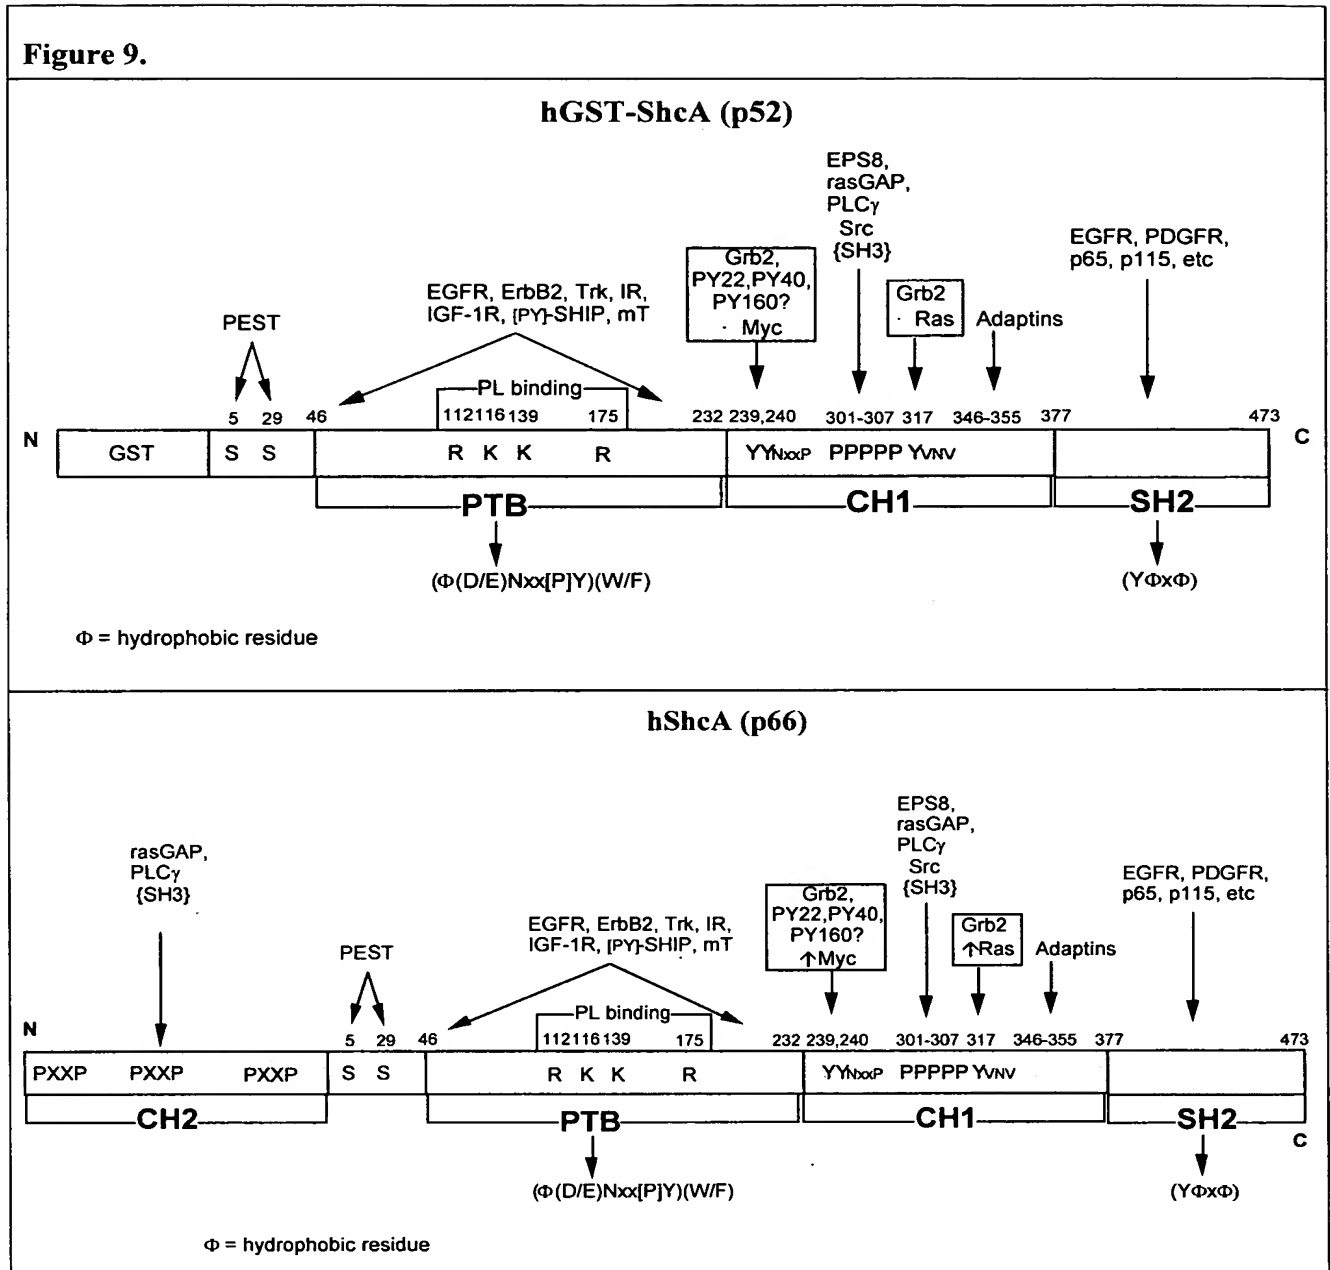 Figure 9.
hGST-ShcA (p52)
EPS8,
rasGAP,
PLCγ
Src
{SH3}
Grb2,
PY22,PY40,
PY160?
Myc
Grb2
Ras
Adaptins
EGFR, PDGFR,
p65, p115, etc
EGFR, ErbB2, Trk, IR,
IGF-1R, [PY]-SHIP, mT
PEST
PL binding
5 29 46 112 116 139 175 232 239,240 301-307 317 346-355 377 473
N C
GST S S R K K R YYNxxP PPPPP YVNV
PTB CH1 SH2
(Φ(D/E)Nxx[P]Y)(W/F) (YΦxΦ)
Φ = hydrophobic residue
hShcA (p66)
rasGAP,
PLCγ
{SH3}
EPS8,
rasGAP,
PLCγ
Src
{SH3}
Grb2,
PY22,PY40,
PY160?
↑Myc
Grb2
↑Ras
Adaptins
EGFR, PDGFR,
p65, p115, etc
EGFR, ErbB2, Trk, IR,
IGF-1R, [PY]-SHIP, mT
PEST
PL binding
N
5 29 46 112 116 139 175 232 239,240 301-307 317 346-355 377 473
PXXP PXXP PXXP S S R K K R YYNxxP PPPPP YVNV
CH2 PTB CH1 SH2
C
(Φ(D/E)Nxx[P]Y)(W/F) (YΦxΦ)
Φ = hydrophobic residue